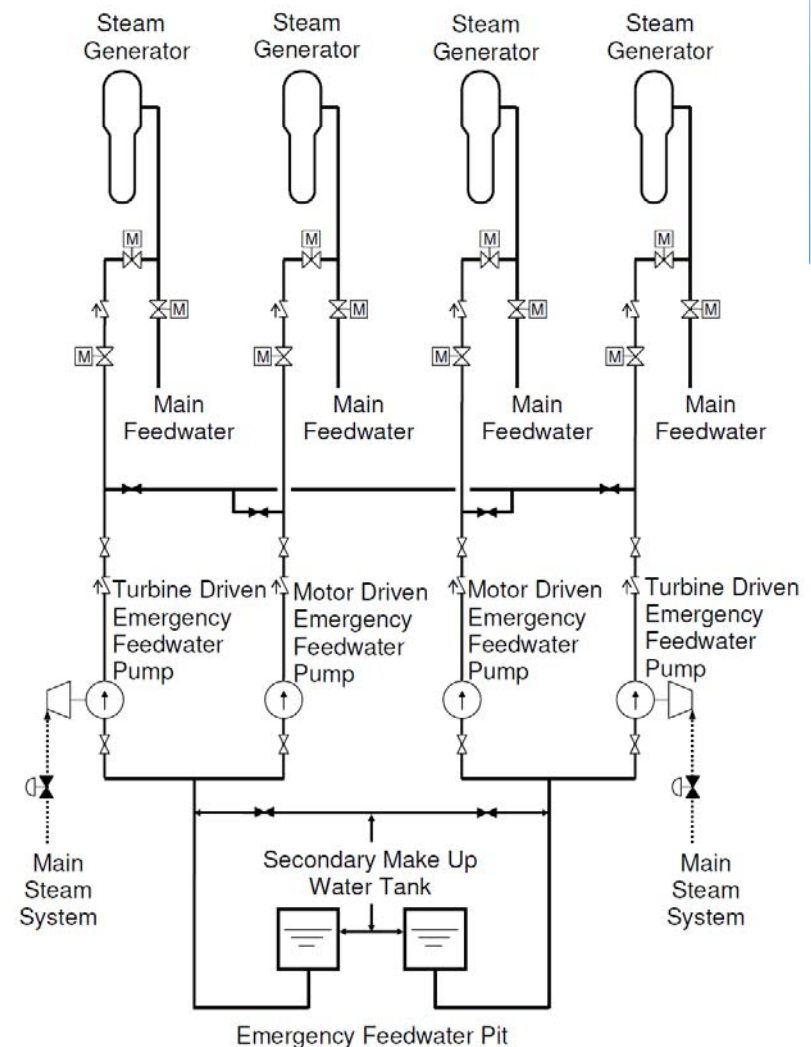 Steam
Generator
Steam
Generator
Steam
Generator
Steam
Generator
M
M
M
M
M
M
M
M
M
M
M
M
Main
Feedwater
Main
Feedwater
Main
Feedwater
Main
Feedwater
Turbine Driven
Emergency
Feedwater
Pump
Motor Driven
Emergency
Feedwater
Pump
Motor Driven
Emergency
Feedwater
Pump
Turbine Driven
Emergency
Feedwater
Pump
Main
Steam
System
Secondary Make Up
Water Tank
Main
Steam
System
Emergency Feedwater Pit